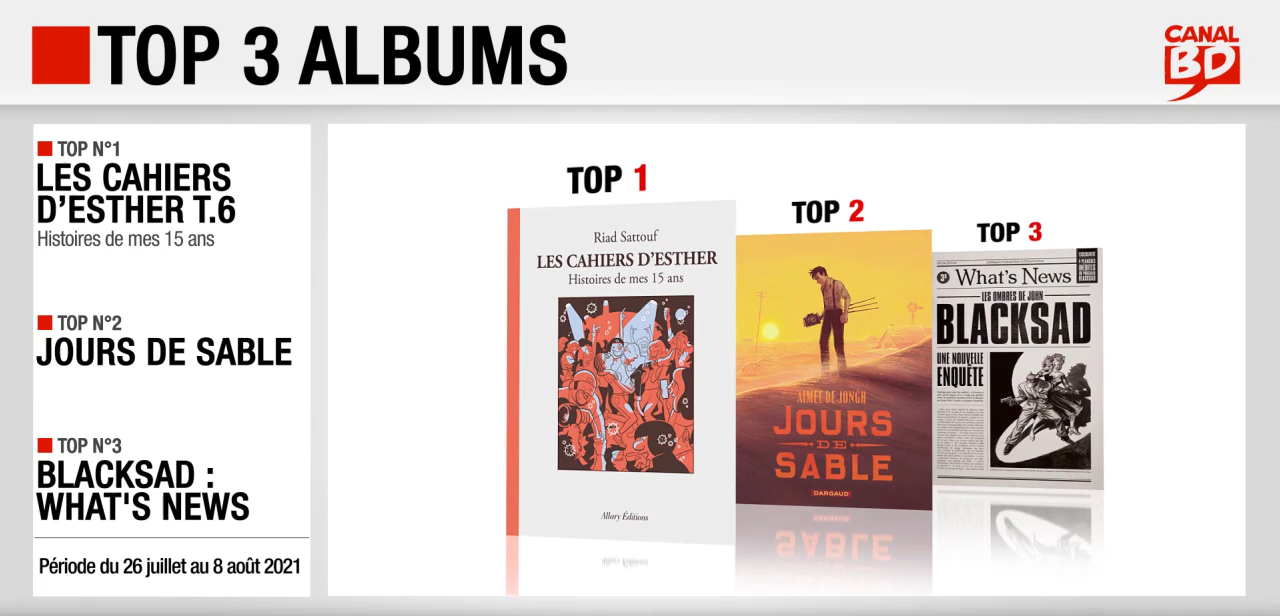 TOP 3 ALBUMS
CANAL
BD
TOP N°1
LES CAHIERS
D'ESTHER T.6
Histoires de mes 15 ans
TOP N°2
JOURS DE SABLE
TOP N°3
BLACKSAD :
WHAT'S NEWS
Période du 26 juillet au 8 août 2021
TOP 1
Riad Sattouf
LES CAHIERS D'ESTHER
Histoires de mes 15 ans
Allary Éditions
TOP 2
AIMÉE DE JONGH
JOURS
DE
SABLE
DARGAUD
TOP 3
What's News
LES OMBRES DE JOHN
BLACKSAD
UNE NOUVELLE
ENQUÊTE